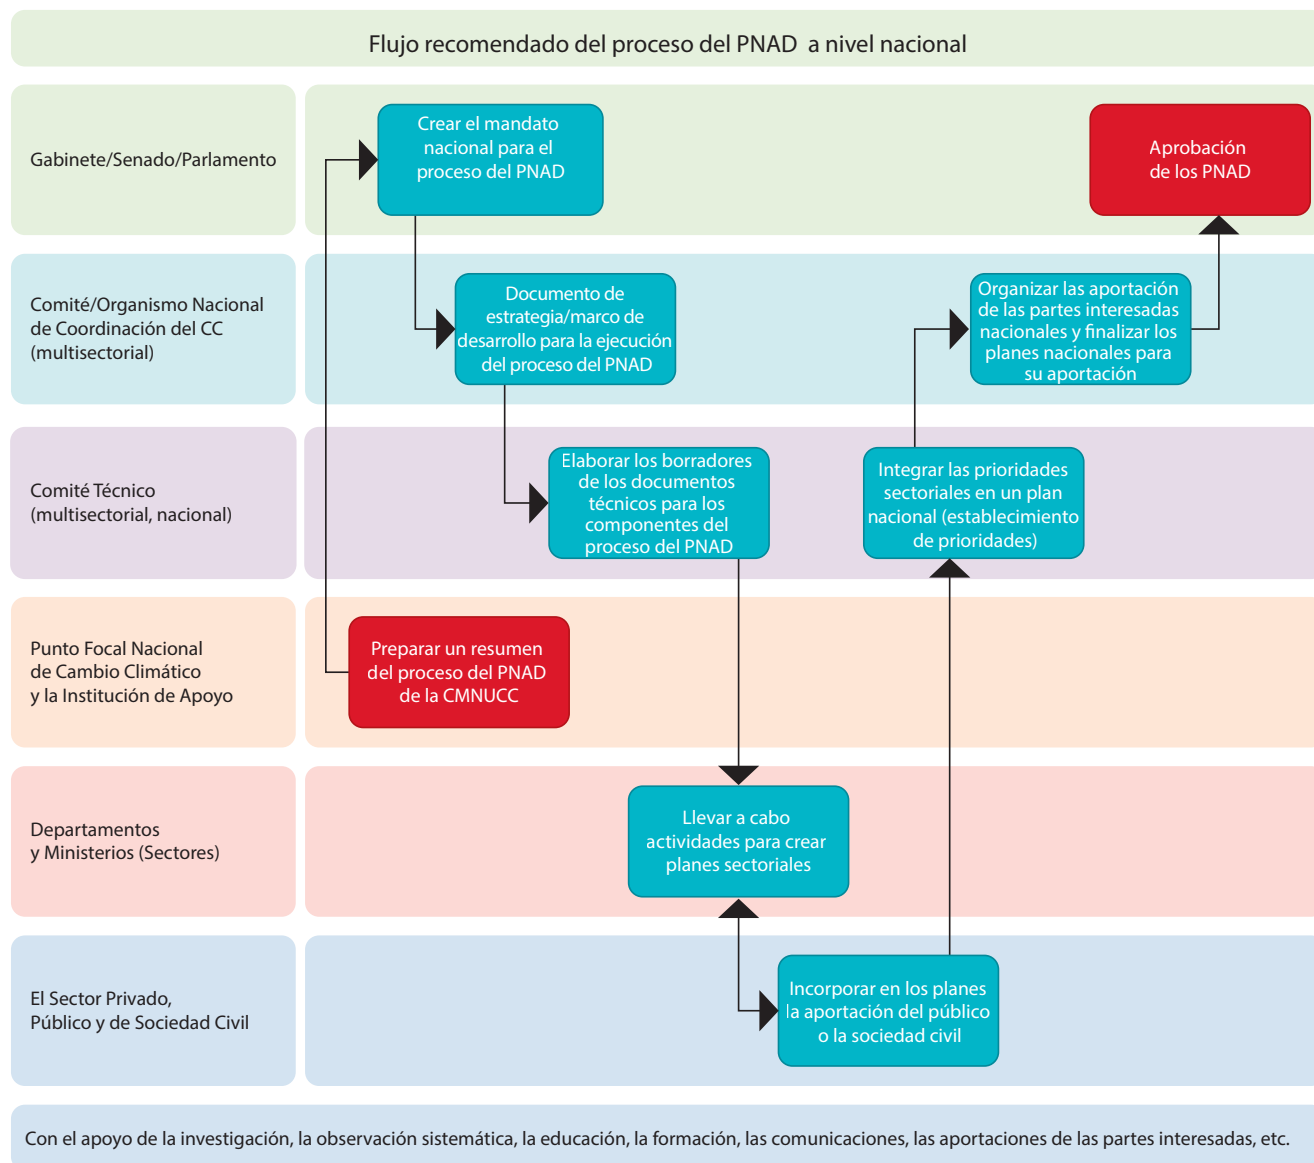 Flujo recomendado del proceso del PNAD a nivel nacional
Gabinete/Senado/Parlamento
Crear el mandato
nacional para el
proceso del PNAD
Aprobación
de los PNAD
Comité/Organismo Nacional
de Coordinación del CC
(multisectorial)
Documento de
estrategia/marco de
desarrollo para la ejecución
del proceso del PNAD
Organizar las aportación
de las partes interesadas
nacionales y finalizar los
planes nacionales para
su aportación
Comité Técnico
(multisectorial, nacional)
Elaborar los borradores
de los documentos
técnicos para los
componentes del
proceso del PNAD
Integrar las prioridades
sectoriales en un plan
nacional (establecimiento
de prioridades)
Punto Focal Nacional
de Cambio Climático
y la Institución de Apoyo
Preparar un resumen
del proceso del PNAD
de la CMNUCC
Departamentos
y Ministerios (Sectores)
Llevar a cabo
actividades para crear
planes sectoriales
El Sector Privado,
Público y de Sociedad Civil
Incorporar en los planes
la aportación del público
o la sociedad civil
Con el apoyo de la investigación, la observación sistemática, la educación, la formación, las comunicaciones, las aportaciones de las partes interesadas, etc.